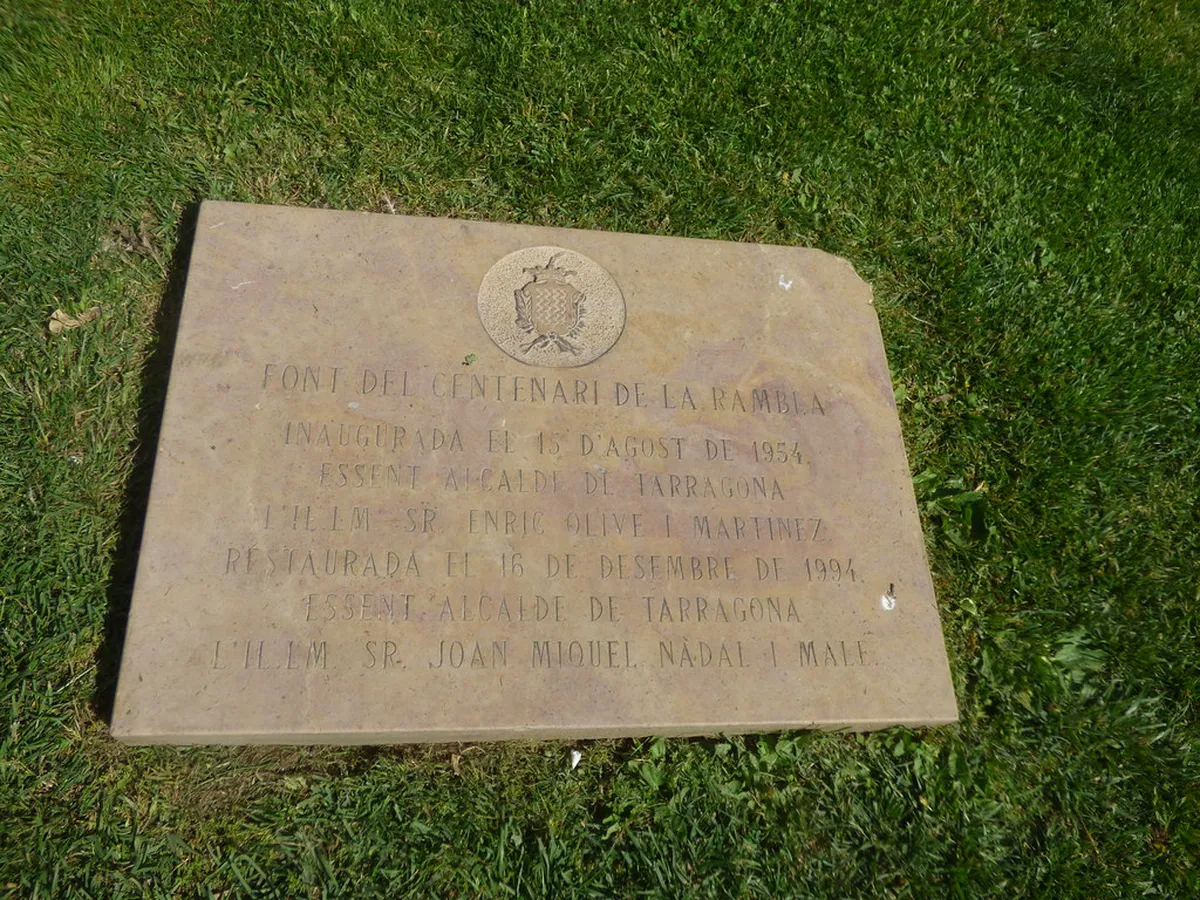 FONT DEL CENTENARI DE LA RAMBLA
INAUGURADA EL 15 D'AGOST DE 1954.
ESSENT ALCALDE DE TARRAGONA
L'IL.LM. SR. ENRIC OLIVE I MARTINEZ.
RESTAURADA EL 16 DE DESEMBRE DE 1994.
ESSENT ALCALDE DE TARRAGONA
L'IL.LM. SR. JOAN MIQUEL NADAL I MALE.